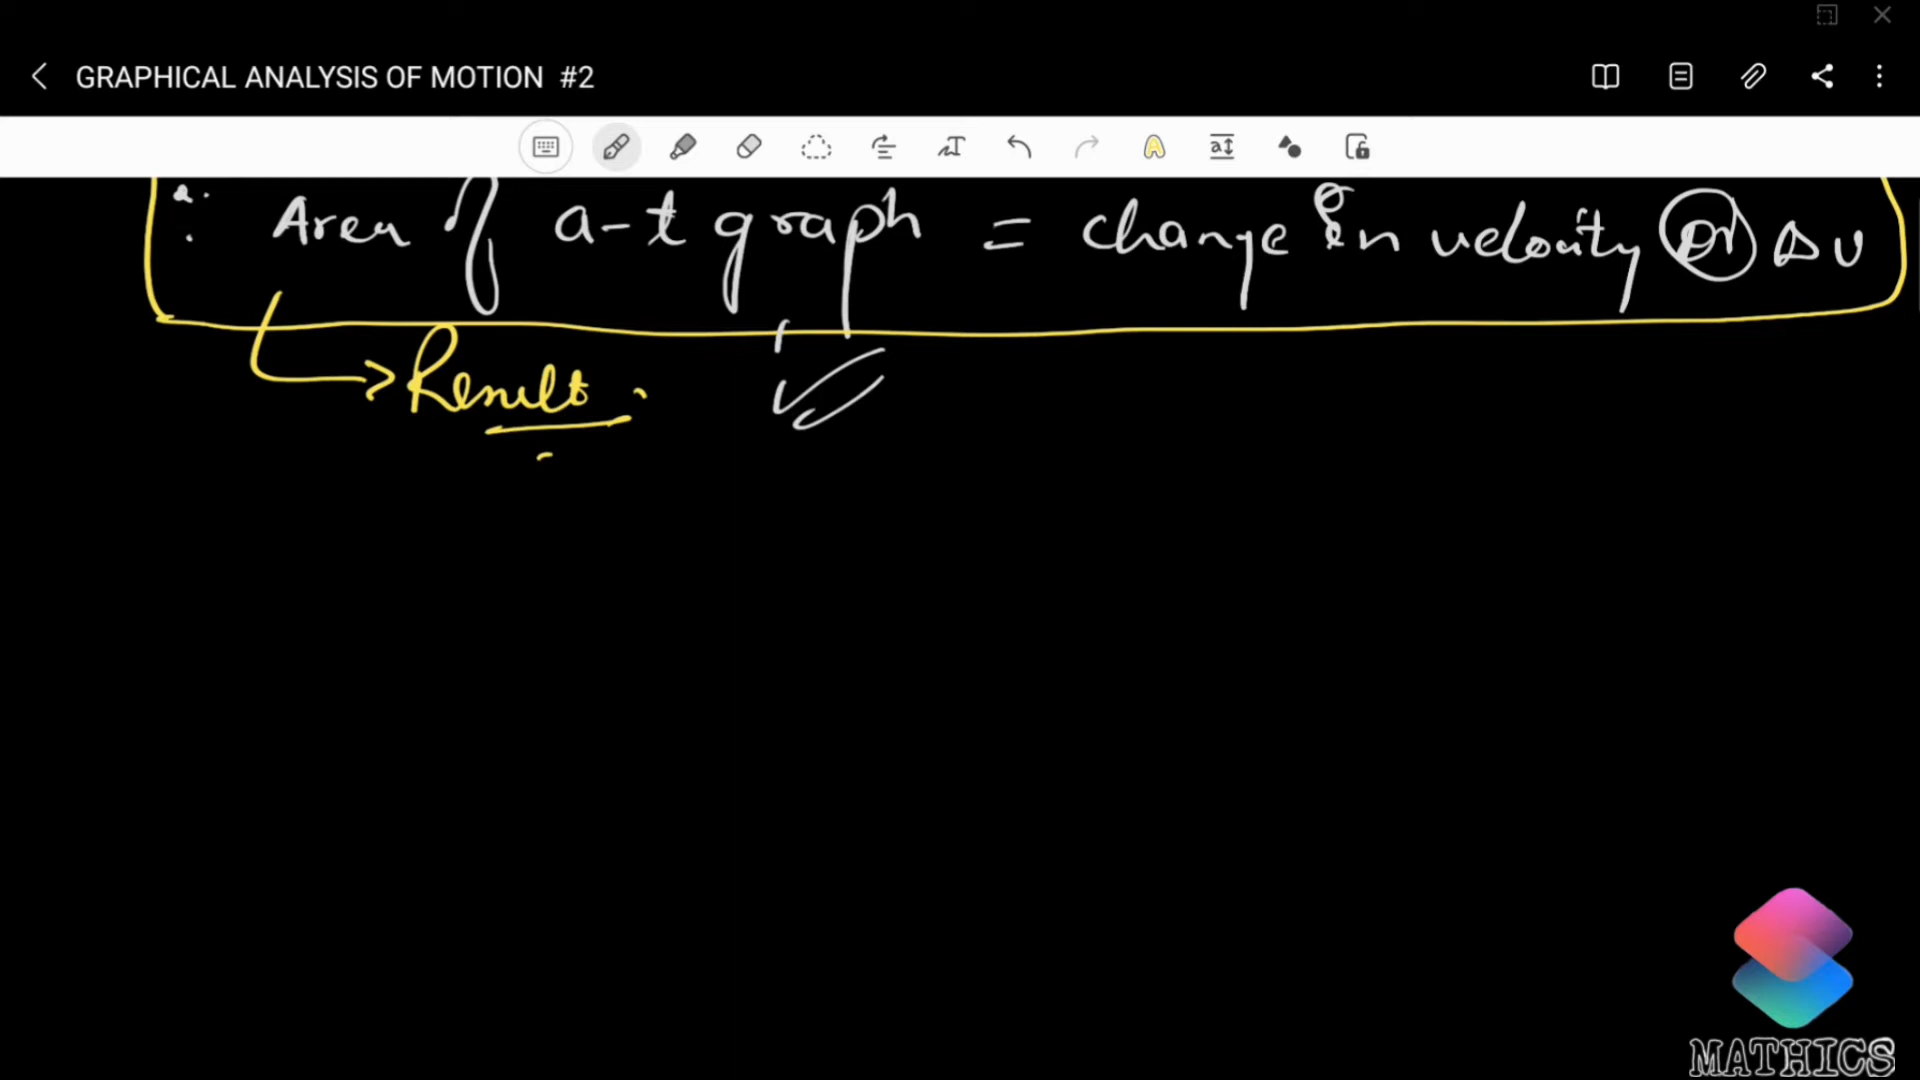 GRAPHICAL ANALYSIS OF MOTION #2
Area of a-t graph = change in velocity or Δv
Result
MATHICS